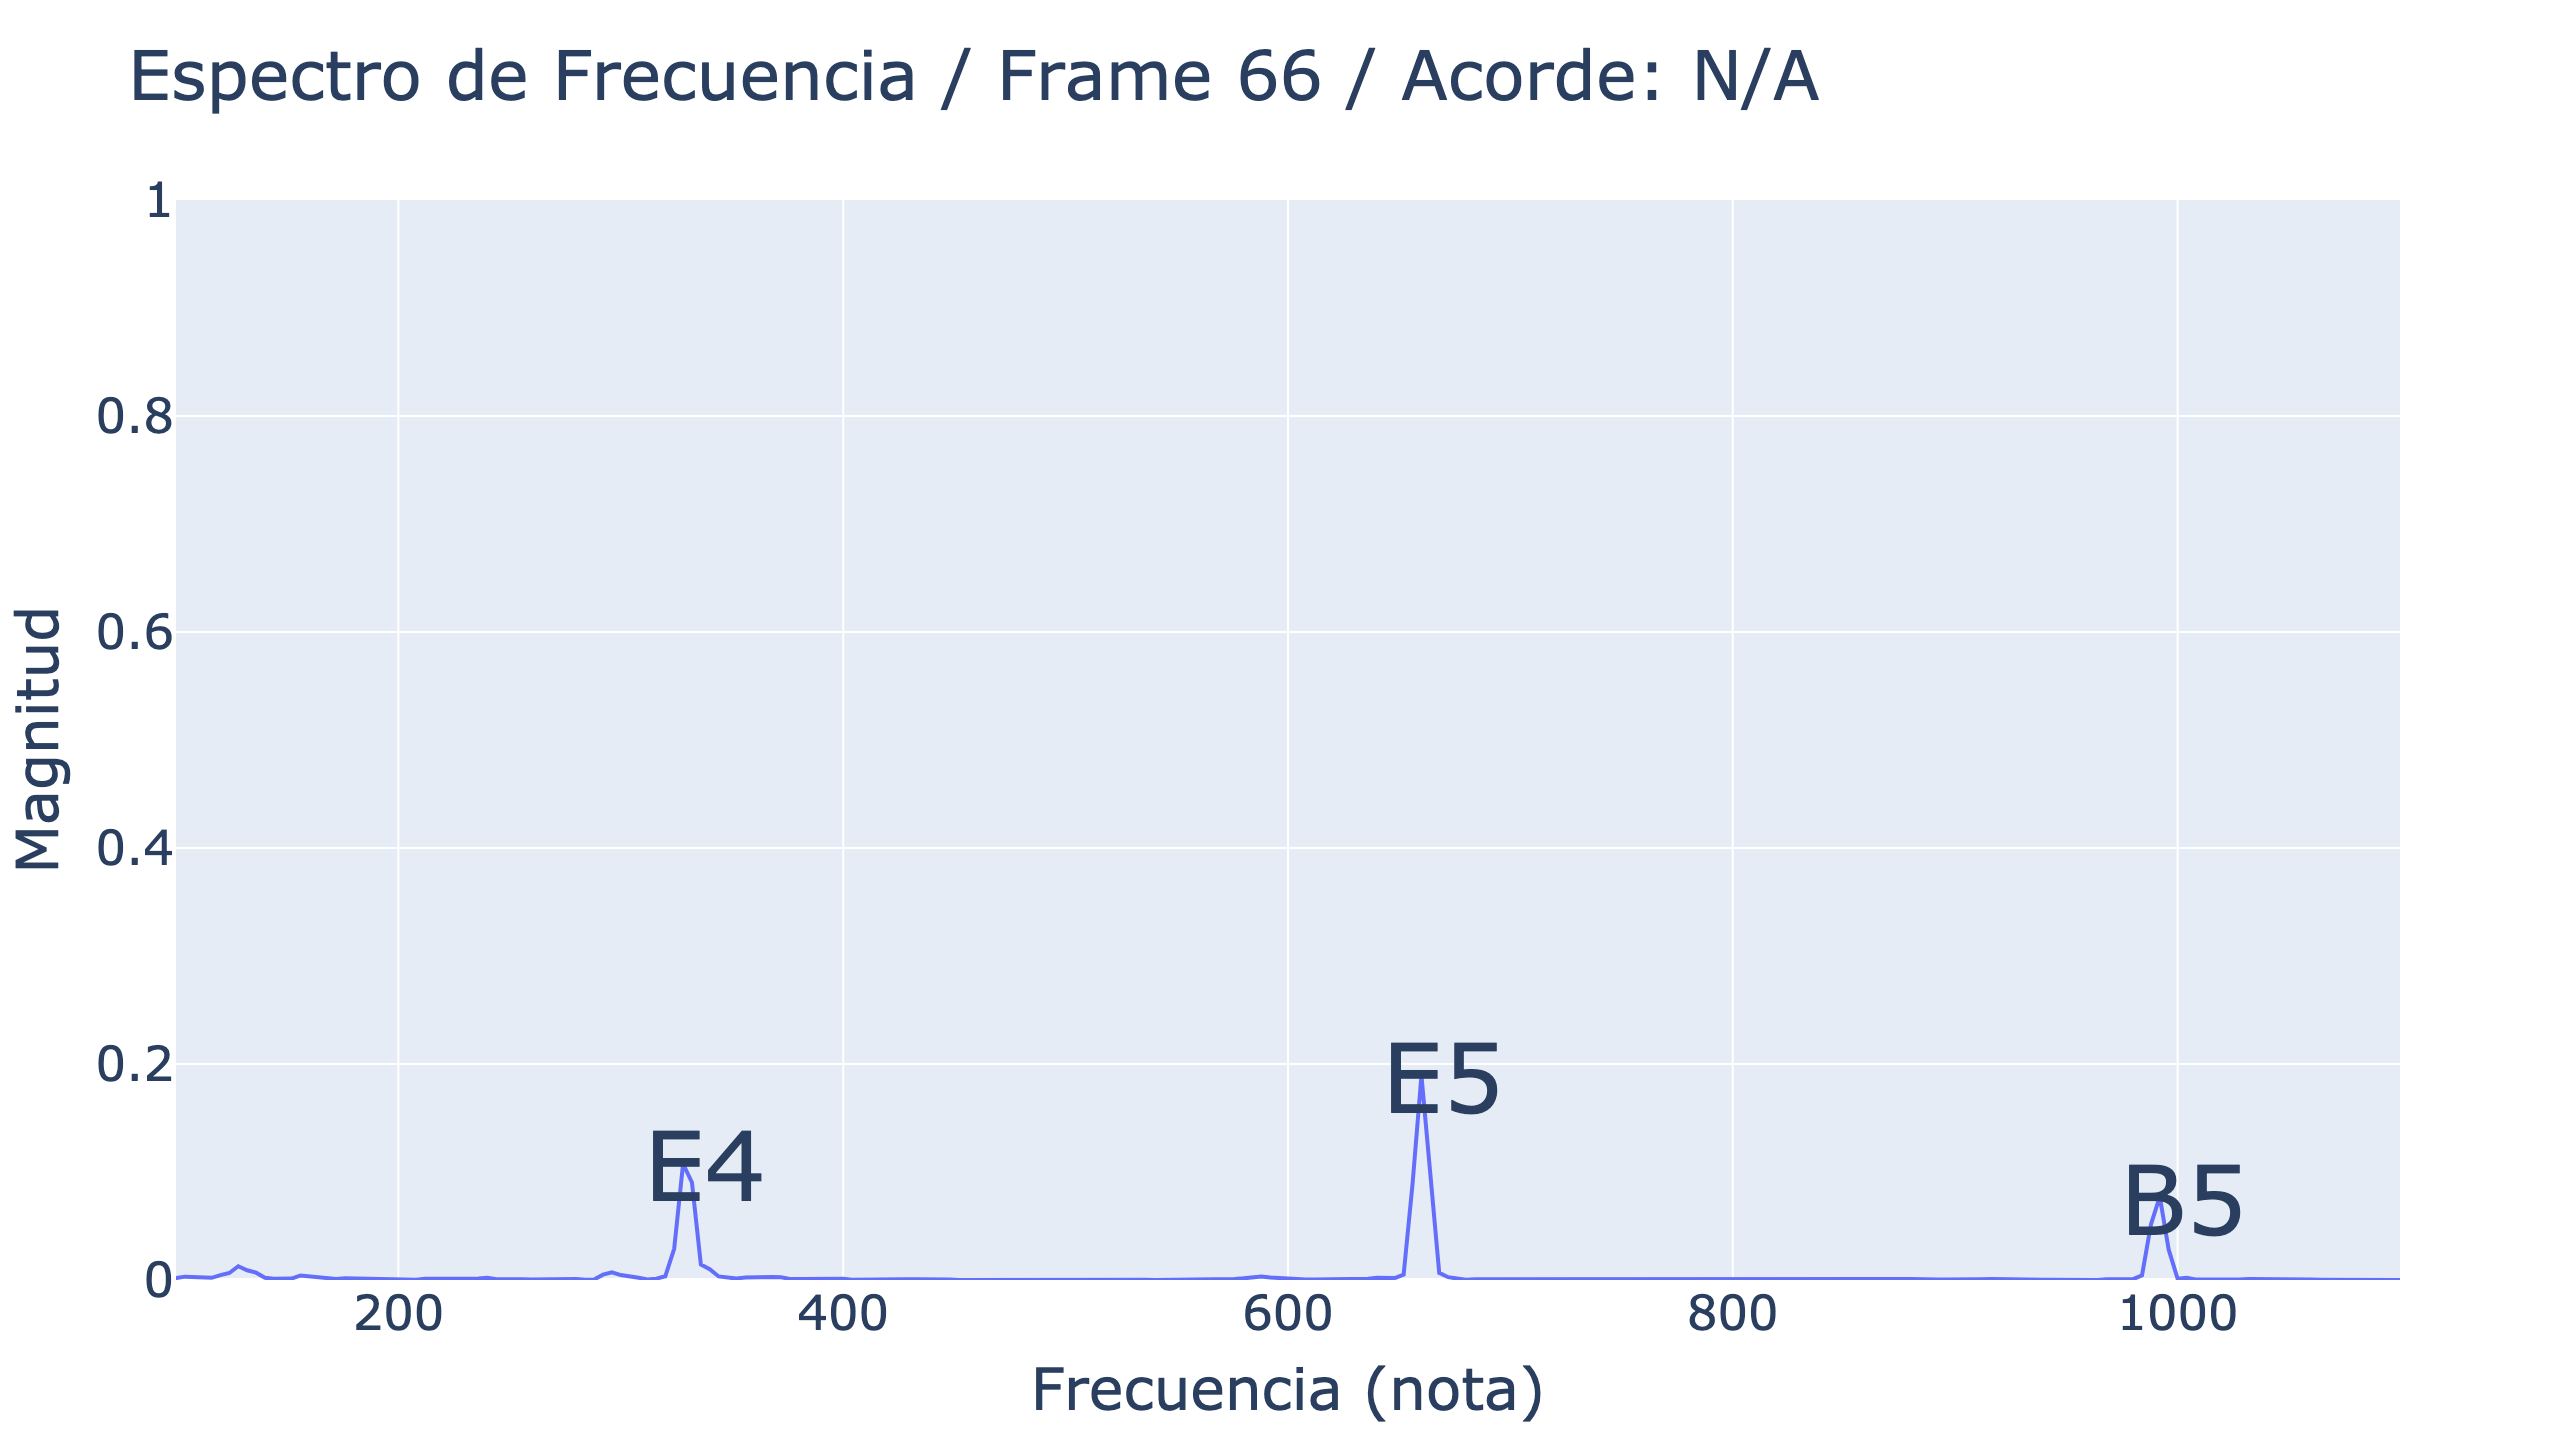 Espectro de Frecuencia / Frame 66 / Acorde: N/A
1
0.8
0.6
0.4
0.2
0
Magnitud
E4
E5
B5
200 400 600 800 1000
Frecuencia (nota)